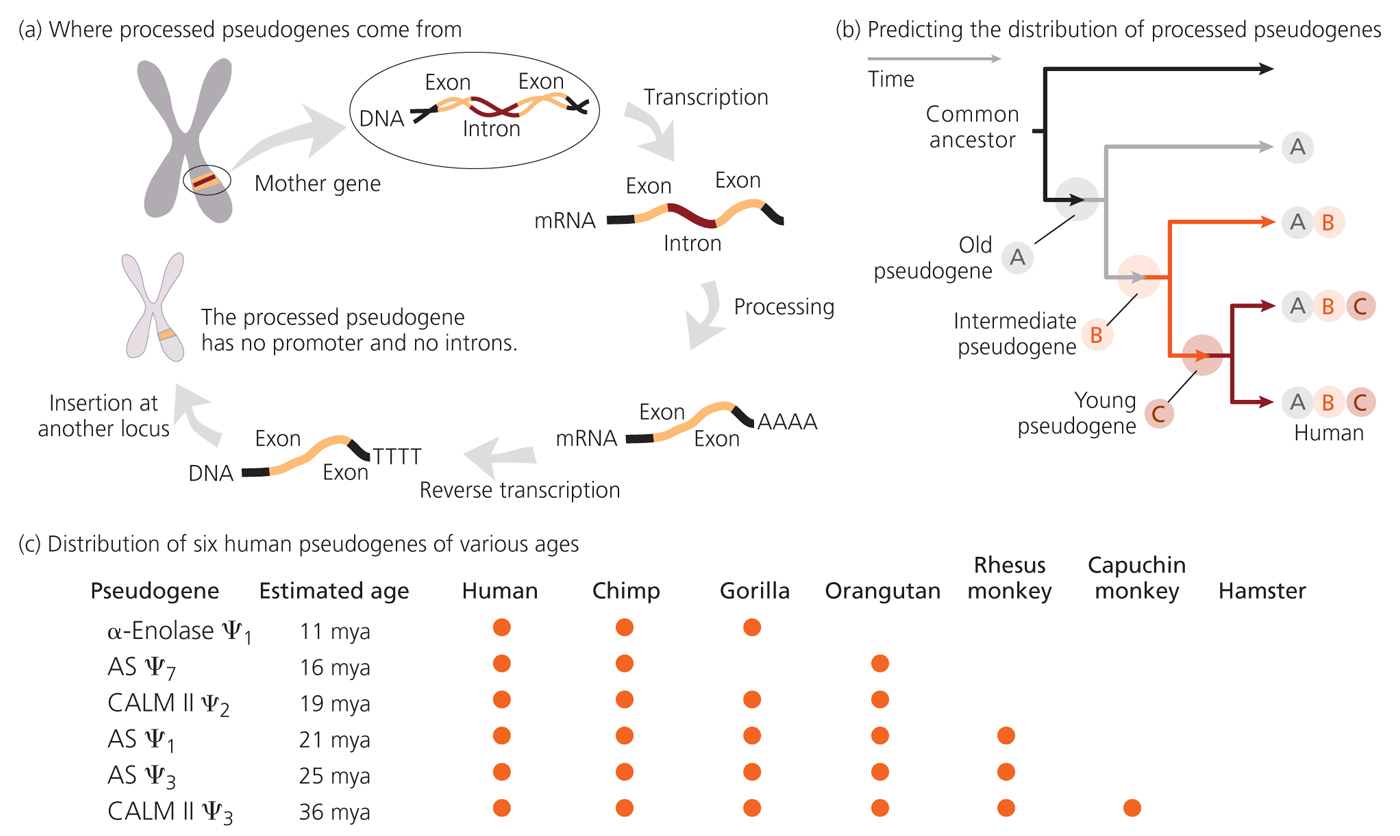 (a) Where processed pseudogenes come from
Exon
Exon
DNA
Intron
Mother gene
Transcription
Exon
Exon
mRNA
Intron
Processing
Exon
AAAA
mRNA
Exon
Reverse transcription
Exon
TTTT
DNA
Exon
Insertion at
another locus
The processed pseudogene
has no promoter and no introns.
(b) Predicting the distribution of processed pseudogenes
Time
Common
ancestor
A
Old
pseudogene
A
A B
Intermediate
pseudogene
B
A B C
Young
pseudogene
C
A B C
Human
(c) Distribution of six human pseudogenes of various ages
Pseudogene Estimated age Human Chimp Gorilla Orangutan Rhesus monkey Capuchin monkey Hamster
α-Enolase Ψ1 11 mya
AS Ψ7 16 mya
CALM II Ψ2 19 mya
AS Ψ1 21 mya
AS Ψ3 25 mya
CALM II Ψ3 36 mya